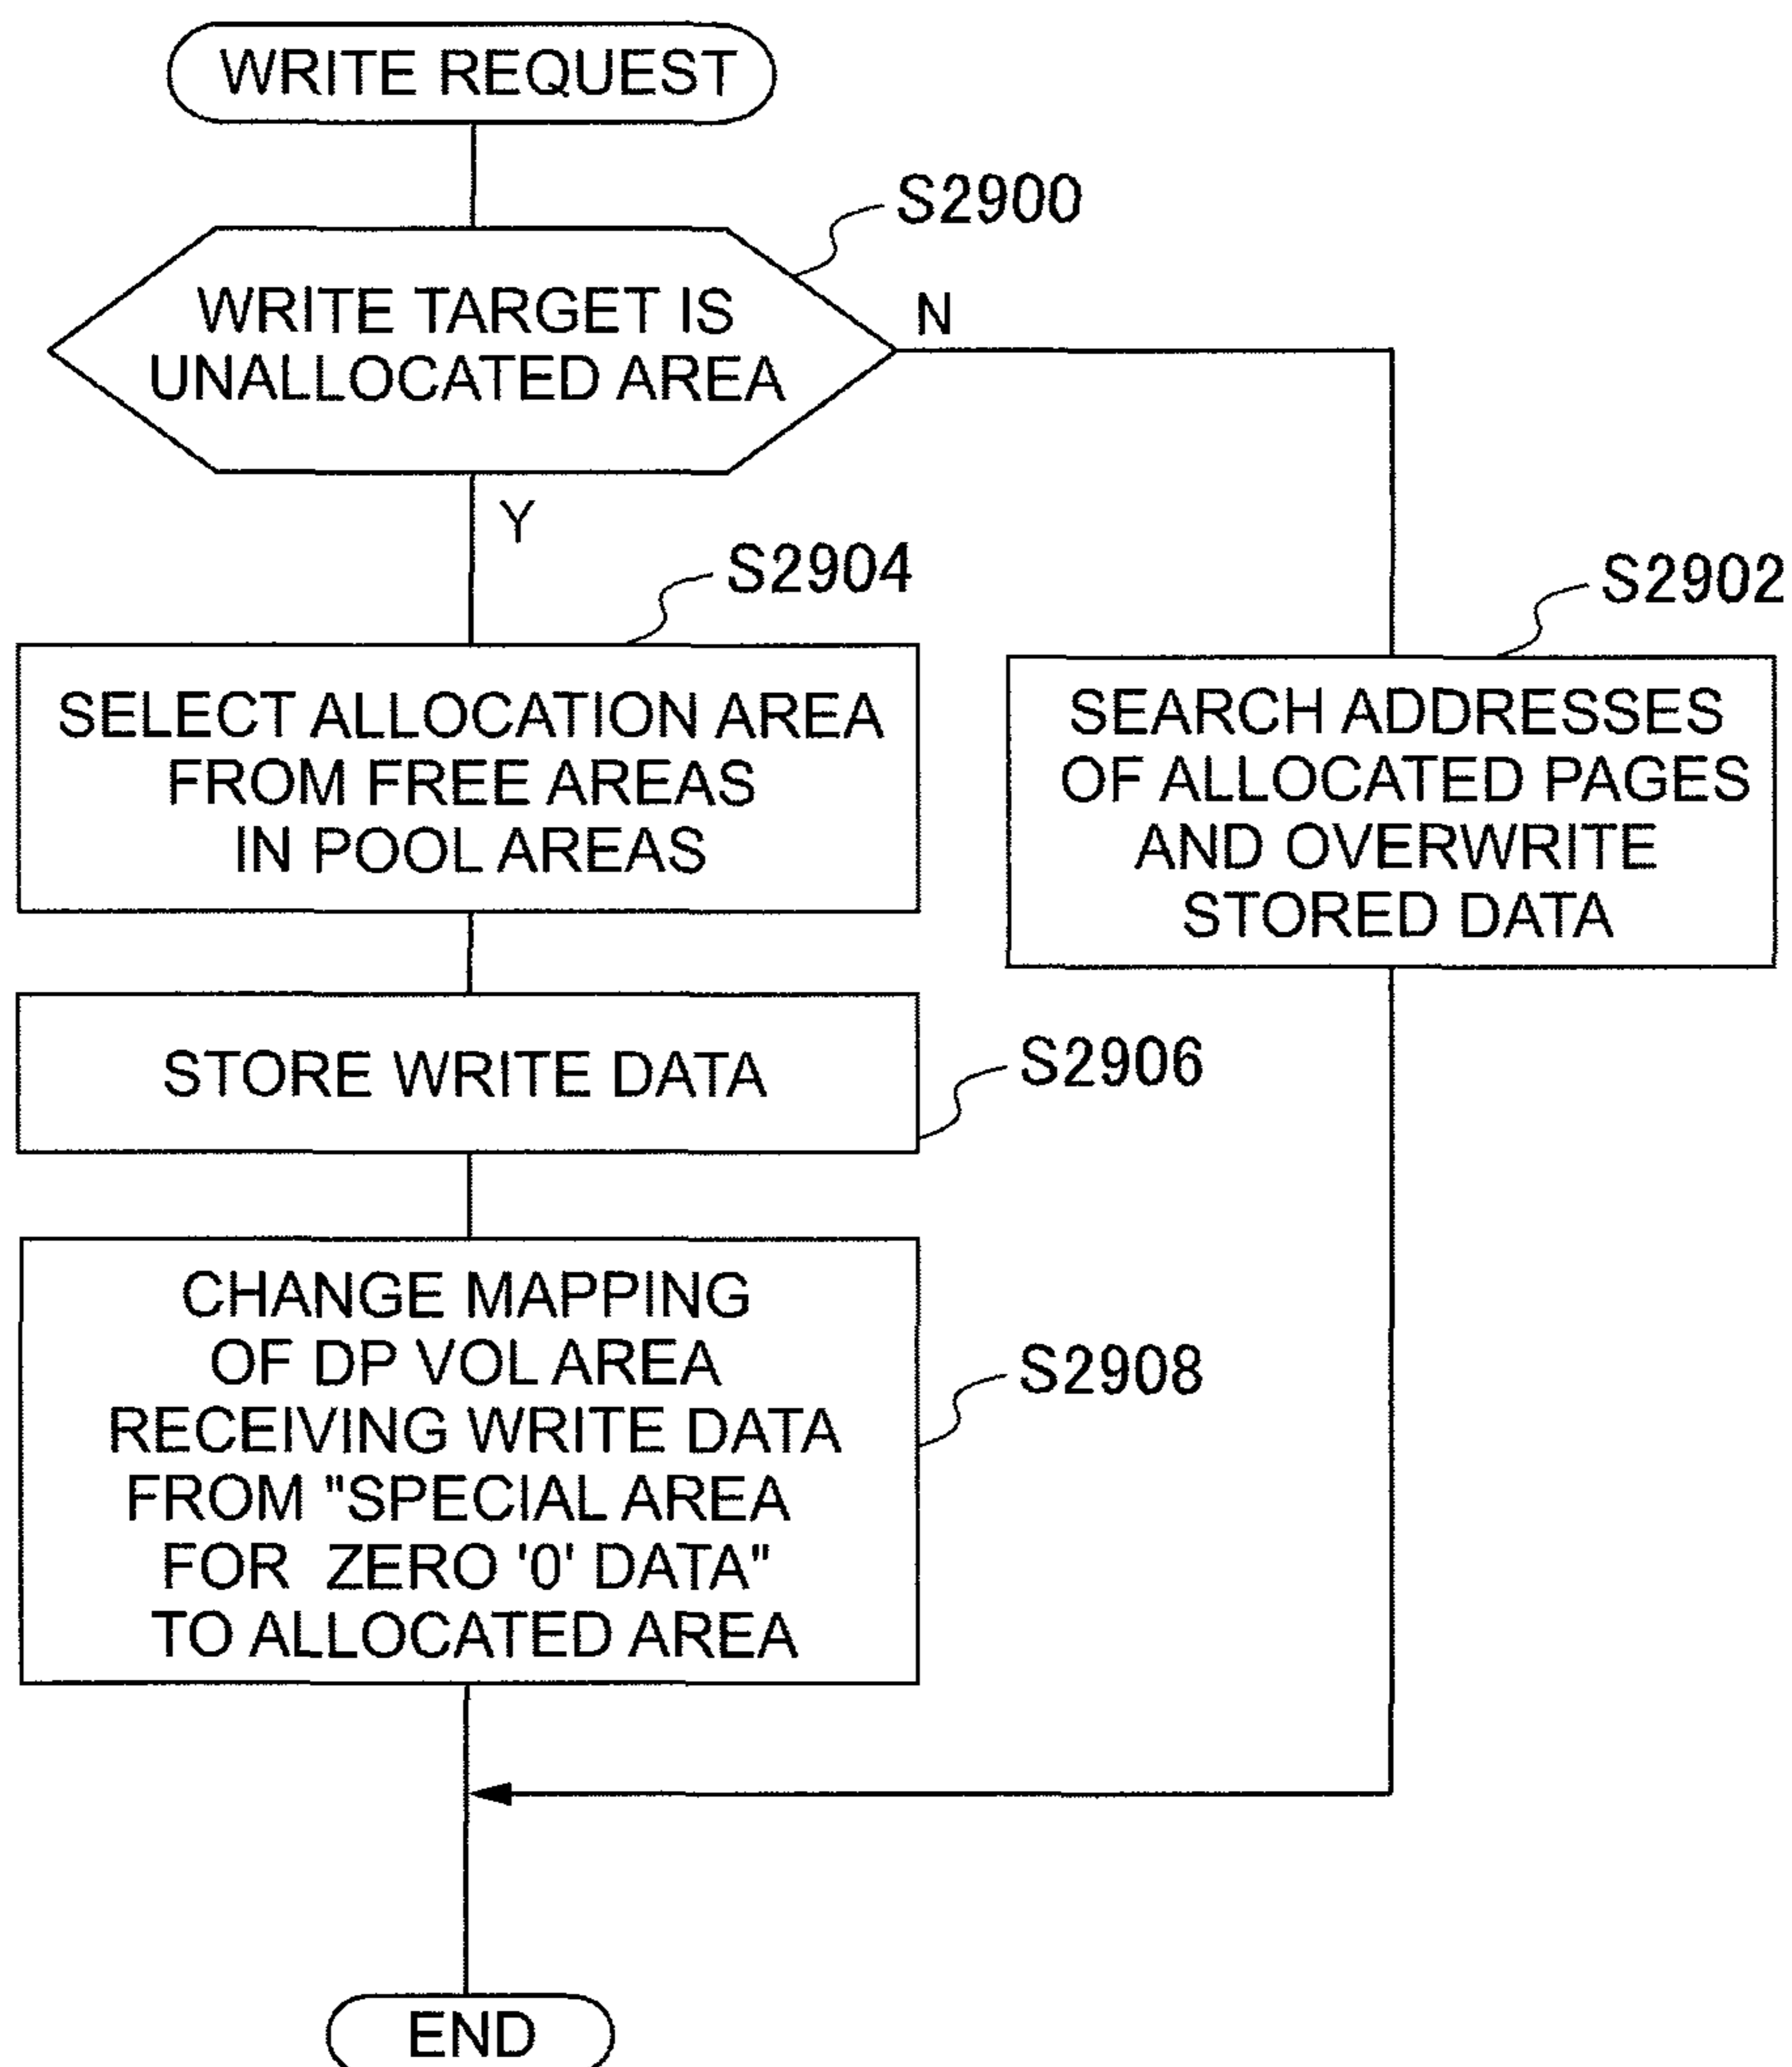 WRITE REQUEST
S2900
WRITE TARGET IS
UNALLOCATED AREA
N
Y
S2904
SELECT ALLOCATION AREA
FROM FREE AREAS
IN POOL AREAS
S2902
SEARCH ADDRESSES
OF ALLOCATED PAGES
AND OVERWRITE
STORED DATA
STORE WRITE DATA
S2906
CHANGE MAPPING
OF DP VOL AREA
RECEIVING WRITE DATA
FROM "SPECIAL AREA
FOR ZERO '0' DATA"
TO ALLOCATED AREA
S2908
END